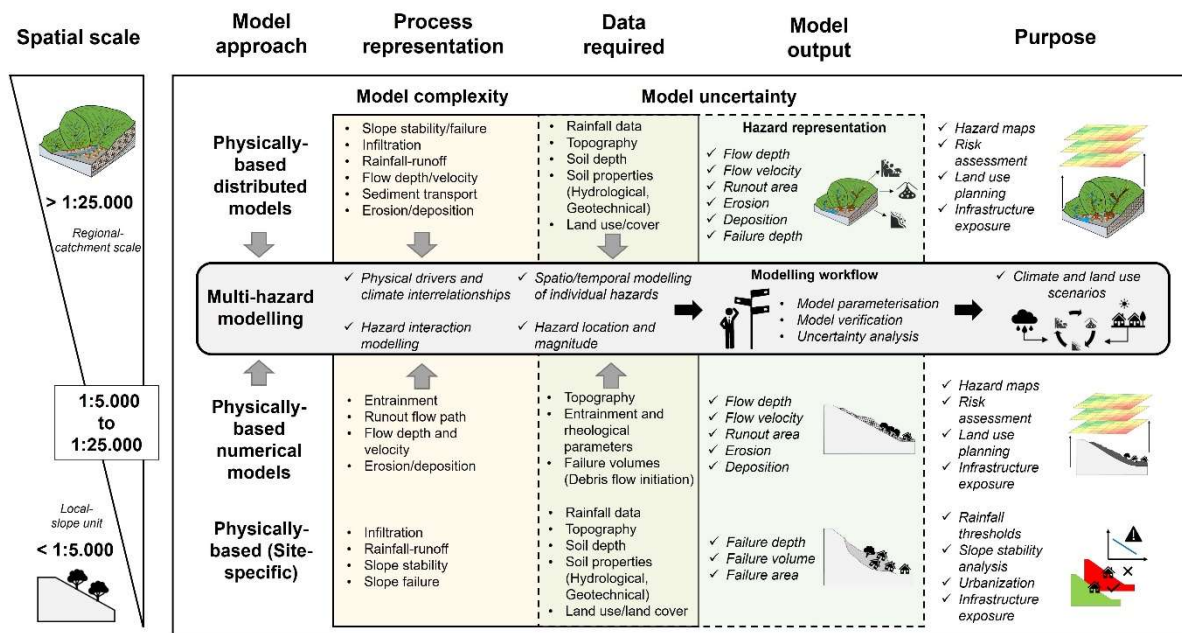 Spatial scale
Model
approach
Process
representation
Data
required
Model
output
Purpose
> 1:25.000
Regional-
catchment scale
1:5.000
to
1:25.000
Local-
slope unit
< 1:5.000
Model complexity
Model uncertainty
Physically-
based
distributed
models
• Slope stability/failure
• Infiltration
• Rainfall-runoff
• Flow depth/velocity
• Sediment transport
• Erosion/deposition
• Rainfall data
• Topography
• Soil depth
• Soil properties
(Hydrological,
Geotechnical)
• Land use/cover
Hazard representation
✓ Flow depth
✓ Flow velocity
✓ Runout area
✓ Erosion
✓ Deposition
✓ Failure depth
✓ Hazard maps
✓ Risk
assessment
✓ Land use
planning
✓ Infrastructure
exposure
Multi-hazard
modelling
✓ Physical drivers and
climate interrelationships
✓ Hazard interaction
modelling
✓ Spatio/temporal modelling
of individual hazards
✓ Hazard location and
magnitude
Modelling workflow
• Model parameterisation
• Model verification
• Uncertainty analysis
✓ Climate and land use
scenarios
Physically-
based
numerical
models
• Entrainment
• Runout flow path
• Flow depth and
velocity
• Erosion/deposition
• Topography
• Entrainment and
rheological
parameters
• Failure volumes
(Debris flow initiation)
✓ Flow depth
✓ Flow velocity
✓ Runout area
✓ Erosion
✓ Deposition
✓ Hazard maps
✓ Risk
assessment
✓ Land use
planning
✓ Infrastructure
exposure
Physically-
based (Site-
specific)
• Infiltration
• Rainfall-runoff
• Slope stability
• Slope failure
• Rainfall data
• Topography
• Soil depth
• Soil properties
(Hydrological,
Geotechnical)
• Land use/land cover
✓ Failure depth
✓ Failure volume
✓ Failure area
✓ Rainfall
thresholds
✓ Slope stability
analysis
✓ Urbanization
✓ Infrastructure
exposure